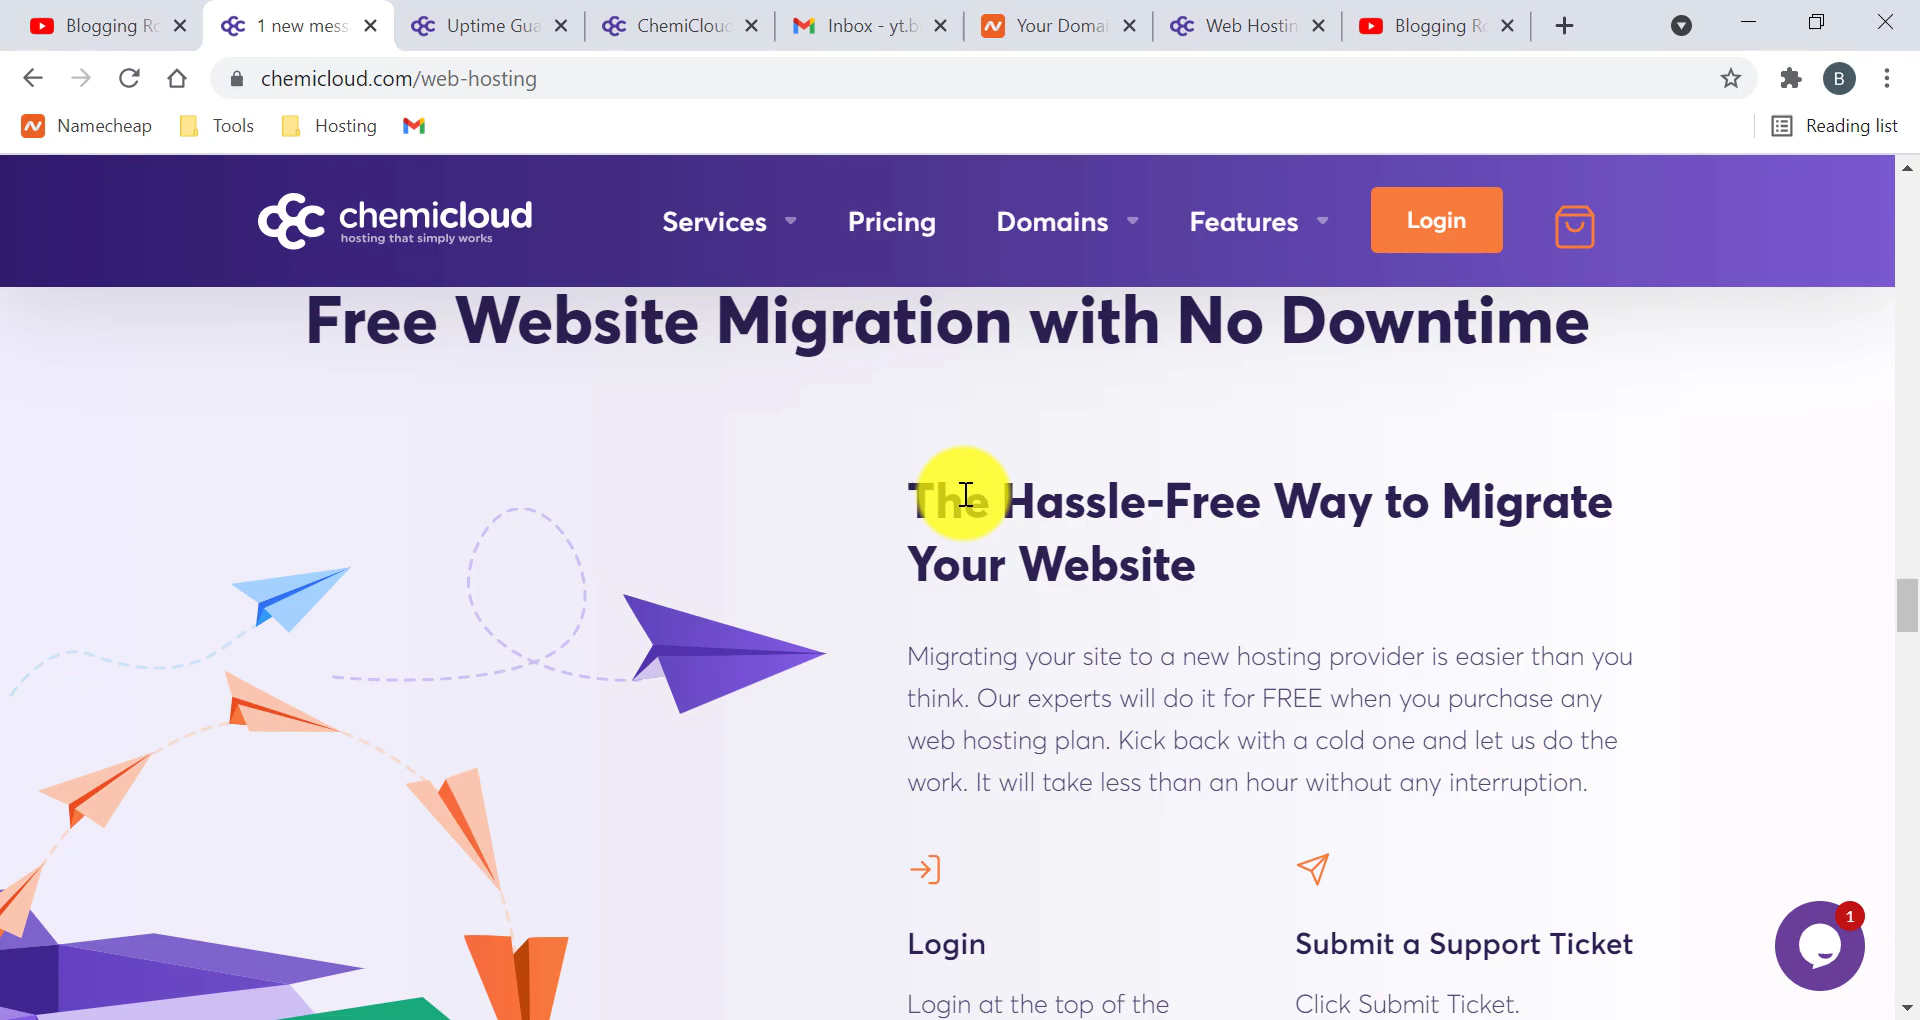 Blogging Ro
1 new mess
Uptime Gua
ChemiCloud
Inbox - yt.b
Your Domai
Web Hostin
Blogging Ro
chemicloud.com/web-hosting
B
Namecheap
Tools
Hosting
Reading list
chemicloud
hosting that simply works
Services
Pricing
Domains
Features
Login
Free Website Migration with No Downtime
The Hassle-Free Way to Migrate
Your Website
Migrating your site to a new hosting provider is easier than you
think. Our experts will do it for FREE when you purchase any
web hosting plan. Kick back with a cold one and let us do the
work. It will take less than an hour without any interruption.
Login
Submit a Support Ticket
Login at the top of the
Click Submit Ticket.
1